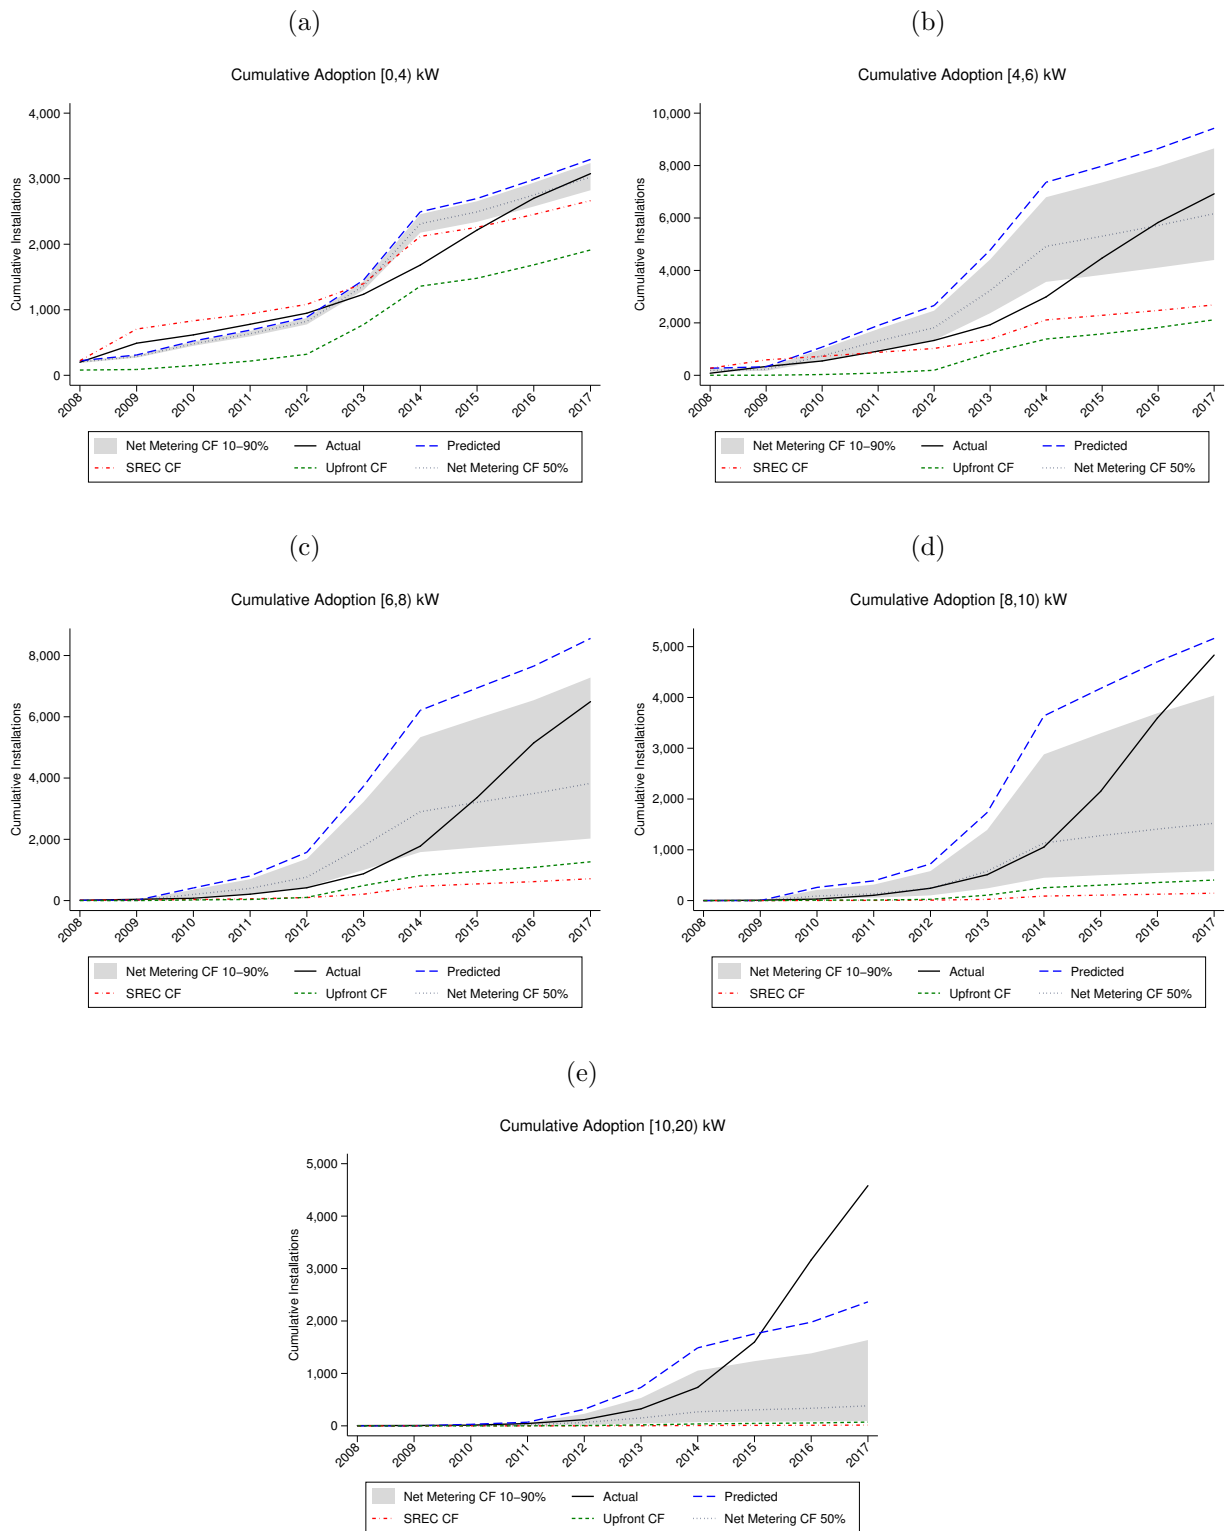 (a)
Cumulative Adoption [0,4) kW
Cumulative Installations
4,000
3,000
2,000
1,000
0
2008 2009 2010 2011 2012 2013 2014 2015 2016 2017
Net Metering CF 10−90% Actual Predicted
SREC CF Upfront CF Net Metering CF 50%
(b)
Cumulative Adoption [4,6) kW
Cumulative Installations
10,000
8,000
6,000
4,000
2,000
0
2008 2009 2010 2011 2012 2013 2014 2015 2016 2017
Net Metering CF 10−90% Actual Predicted
SREC CF Upfront CF Net Metering CF 50%
(c)
Cumulative Adoption [6,8) kW
Cumulative Installations
8,000
6,000
4,000
2,000
0
2008 2009 2010 2011 2012 2013 2014 2015 2016 2017
Net Metering CF 10−90% Actual Predicted
SREC CF Upfront CF Net Metering CF 50%
(d)
Cumulative Adoption [8,10) kW
Cumulative Installations
5,000
4,000
3,000
2,000
1,000
0
2008 2009 2010 2011 2012 2013 2014 2015 2016 2017
Net Metering CF 10−90% Actual Predicted
SREC CF Upfront CF Net Metering CF 50%
(e)
Cumulative Adoption [10,20) kW
Cumulative Installations
5,000
4,000
3,000
2,000
1,000
0
2008 2009 2010 2011 2012 2013 2014 2015 2016 2017
Net Metering CF 10−90% Actual Predicted
SREC CF Upfront CF Net Metering CF 50%